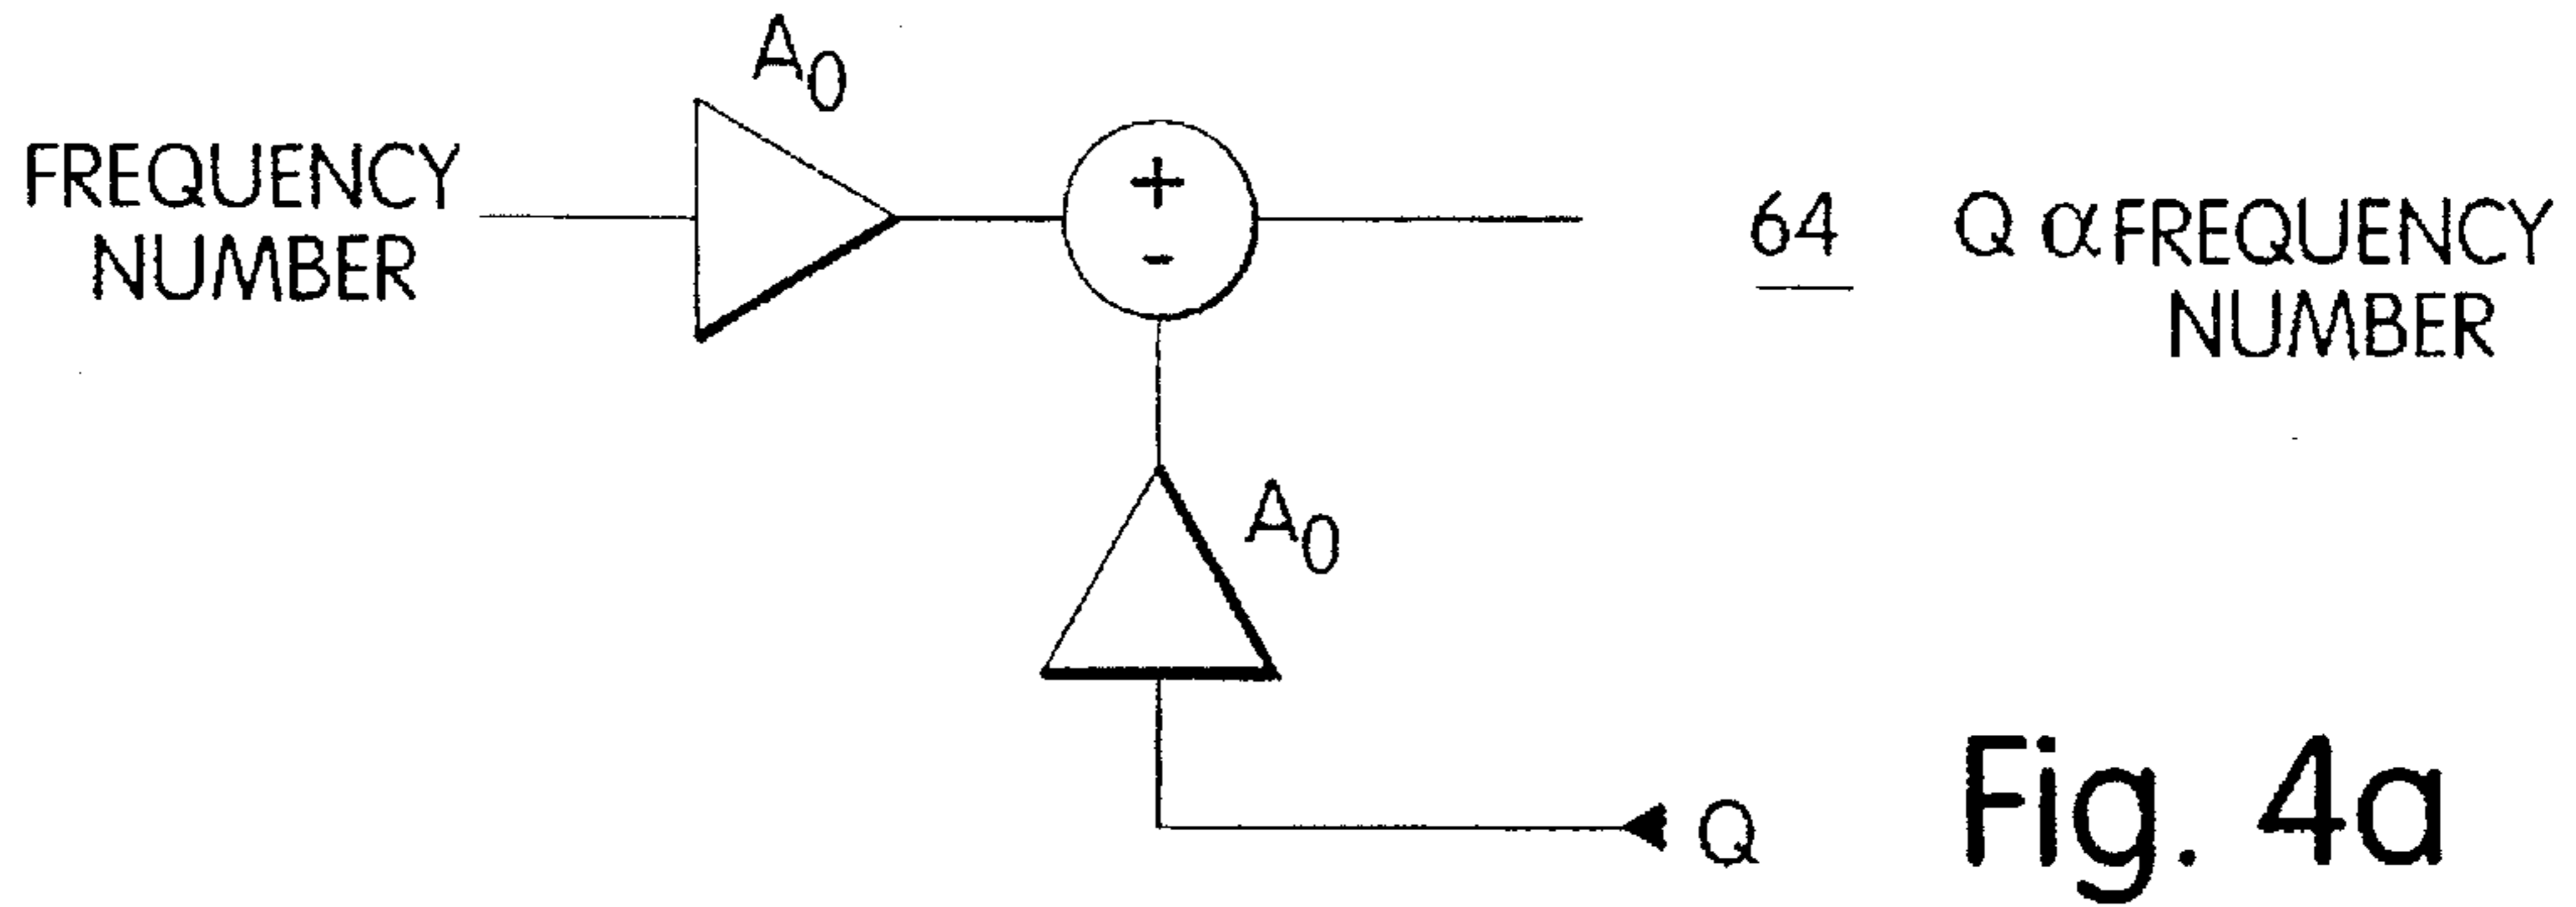 A0
FREQUENCY
NUMBER
+
-
64 Q α FREQUENCY
NUMBER
A0
Q
Fig. 4a